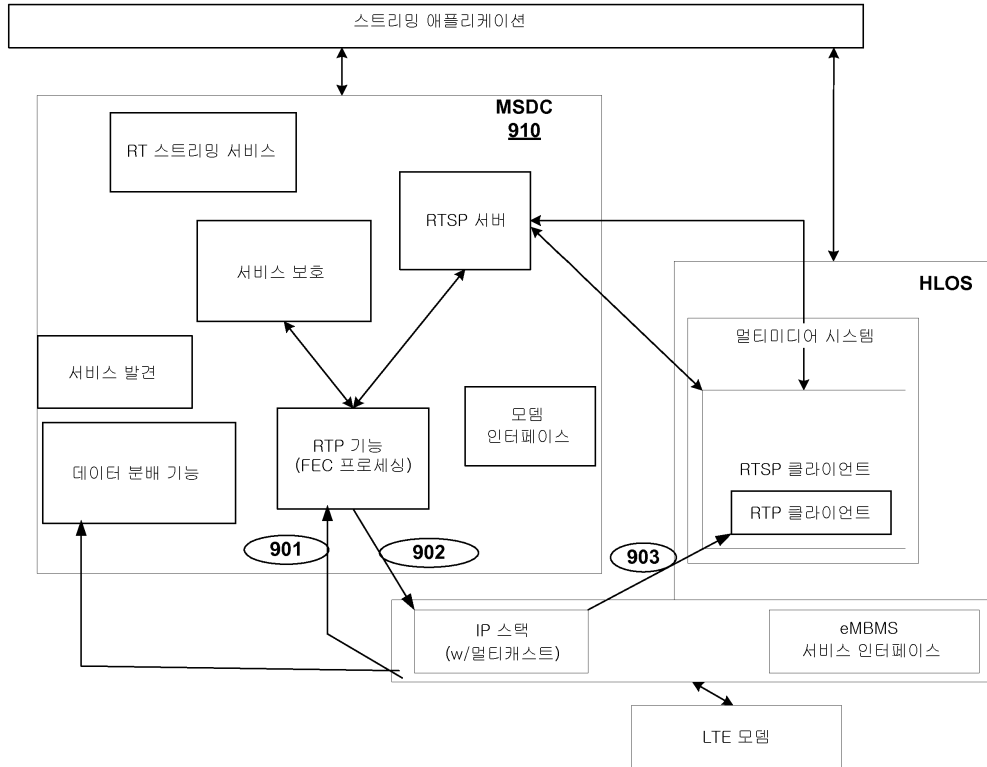 스트리밍 애플리케이션
MSDC
910
RT 스트리밍 서비스
RTSP 서버
서비스 보호
HLOS
멀티미디어 시스템
서비스 발견
모뎀
인터페이스
RTP 기능
(FEC 프로세싱)
데이터 분배 기능
RTSP 클라이언트
RTP 클라이언트
901
902
903
IP 스택
(w/멀티캐스트)
eMBMS
서비스 인터페이스
LTE 모뎀